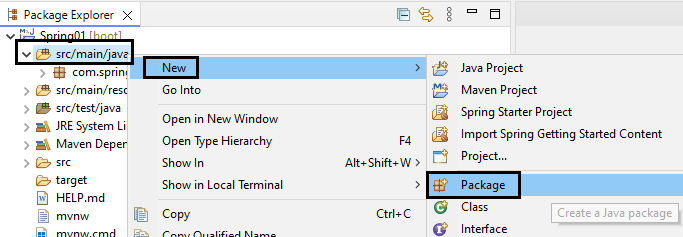 Package Explorer
Spring01 [boot]
src/main/java
com.spring
src/main/reso
src/test/java
JRE System Li
Maven Depen
src
target
HELP.md
mvnw
mvnw.cmd
New
Go Into
Open in New Window
Open Type Hierarchy F4
Show In Alt+Shift+W
Show in Local Terminal
Copy Ctrl+C
Copy Qualified Name
Java Project
Maven Project
Spring Starter Project
Import Spring Getting Started Content
Project...
Package
Class
Create a Java package
Interface